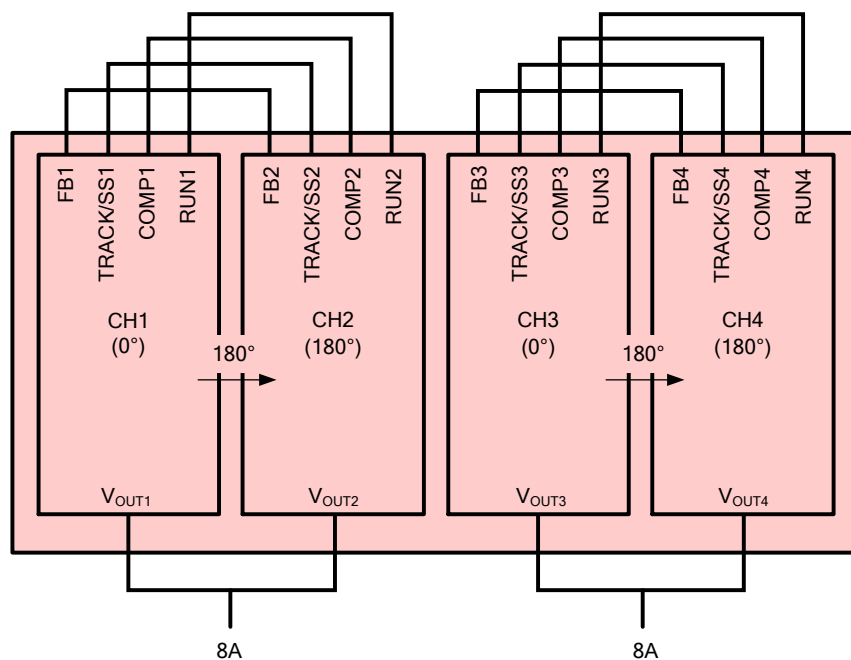 FB1
TRACK/SS1
COMP1
RUN1
FB2
TRACK/SS2
COMP2
RUN2
FB3
TRACK/SS3
COMP3
RUN3
FB4
TRACK/SS4
COMP4
RUN4
CH1
(0°)
180°
CH2
(180°)
CH3
(0°)
180°
CH4
(180°)
VOUT1
VOUT2
VOUT3
VOUT4
8A
8A